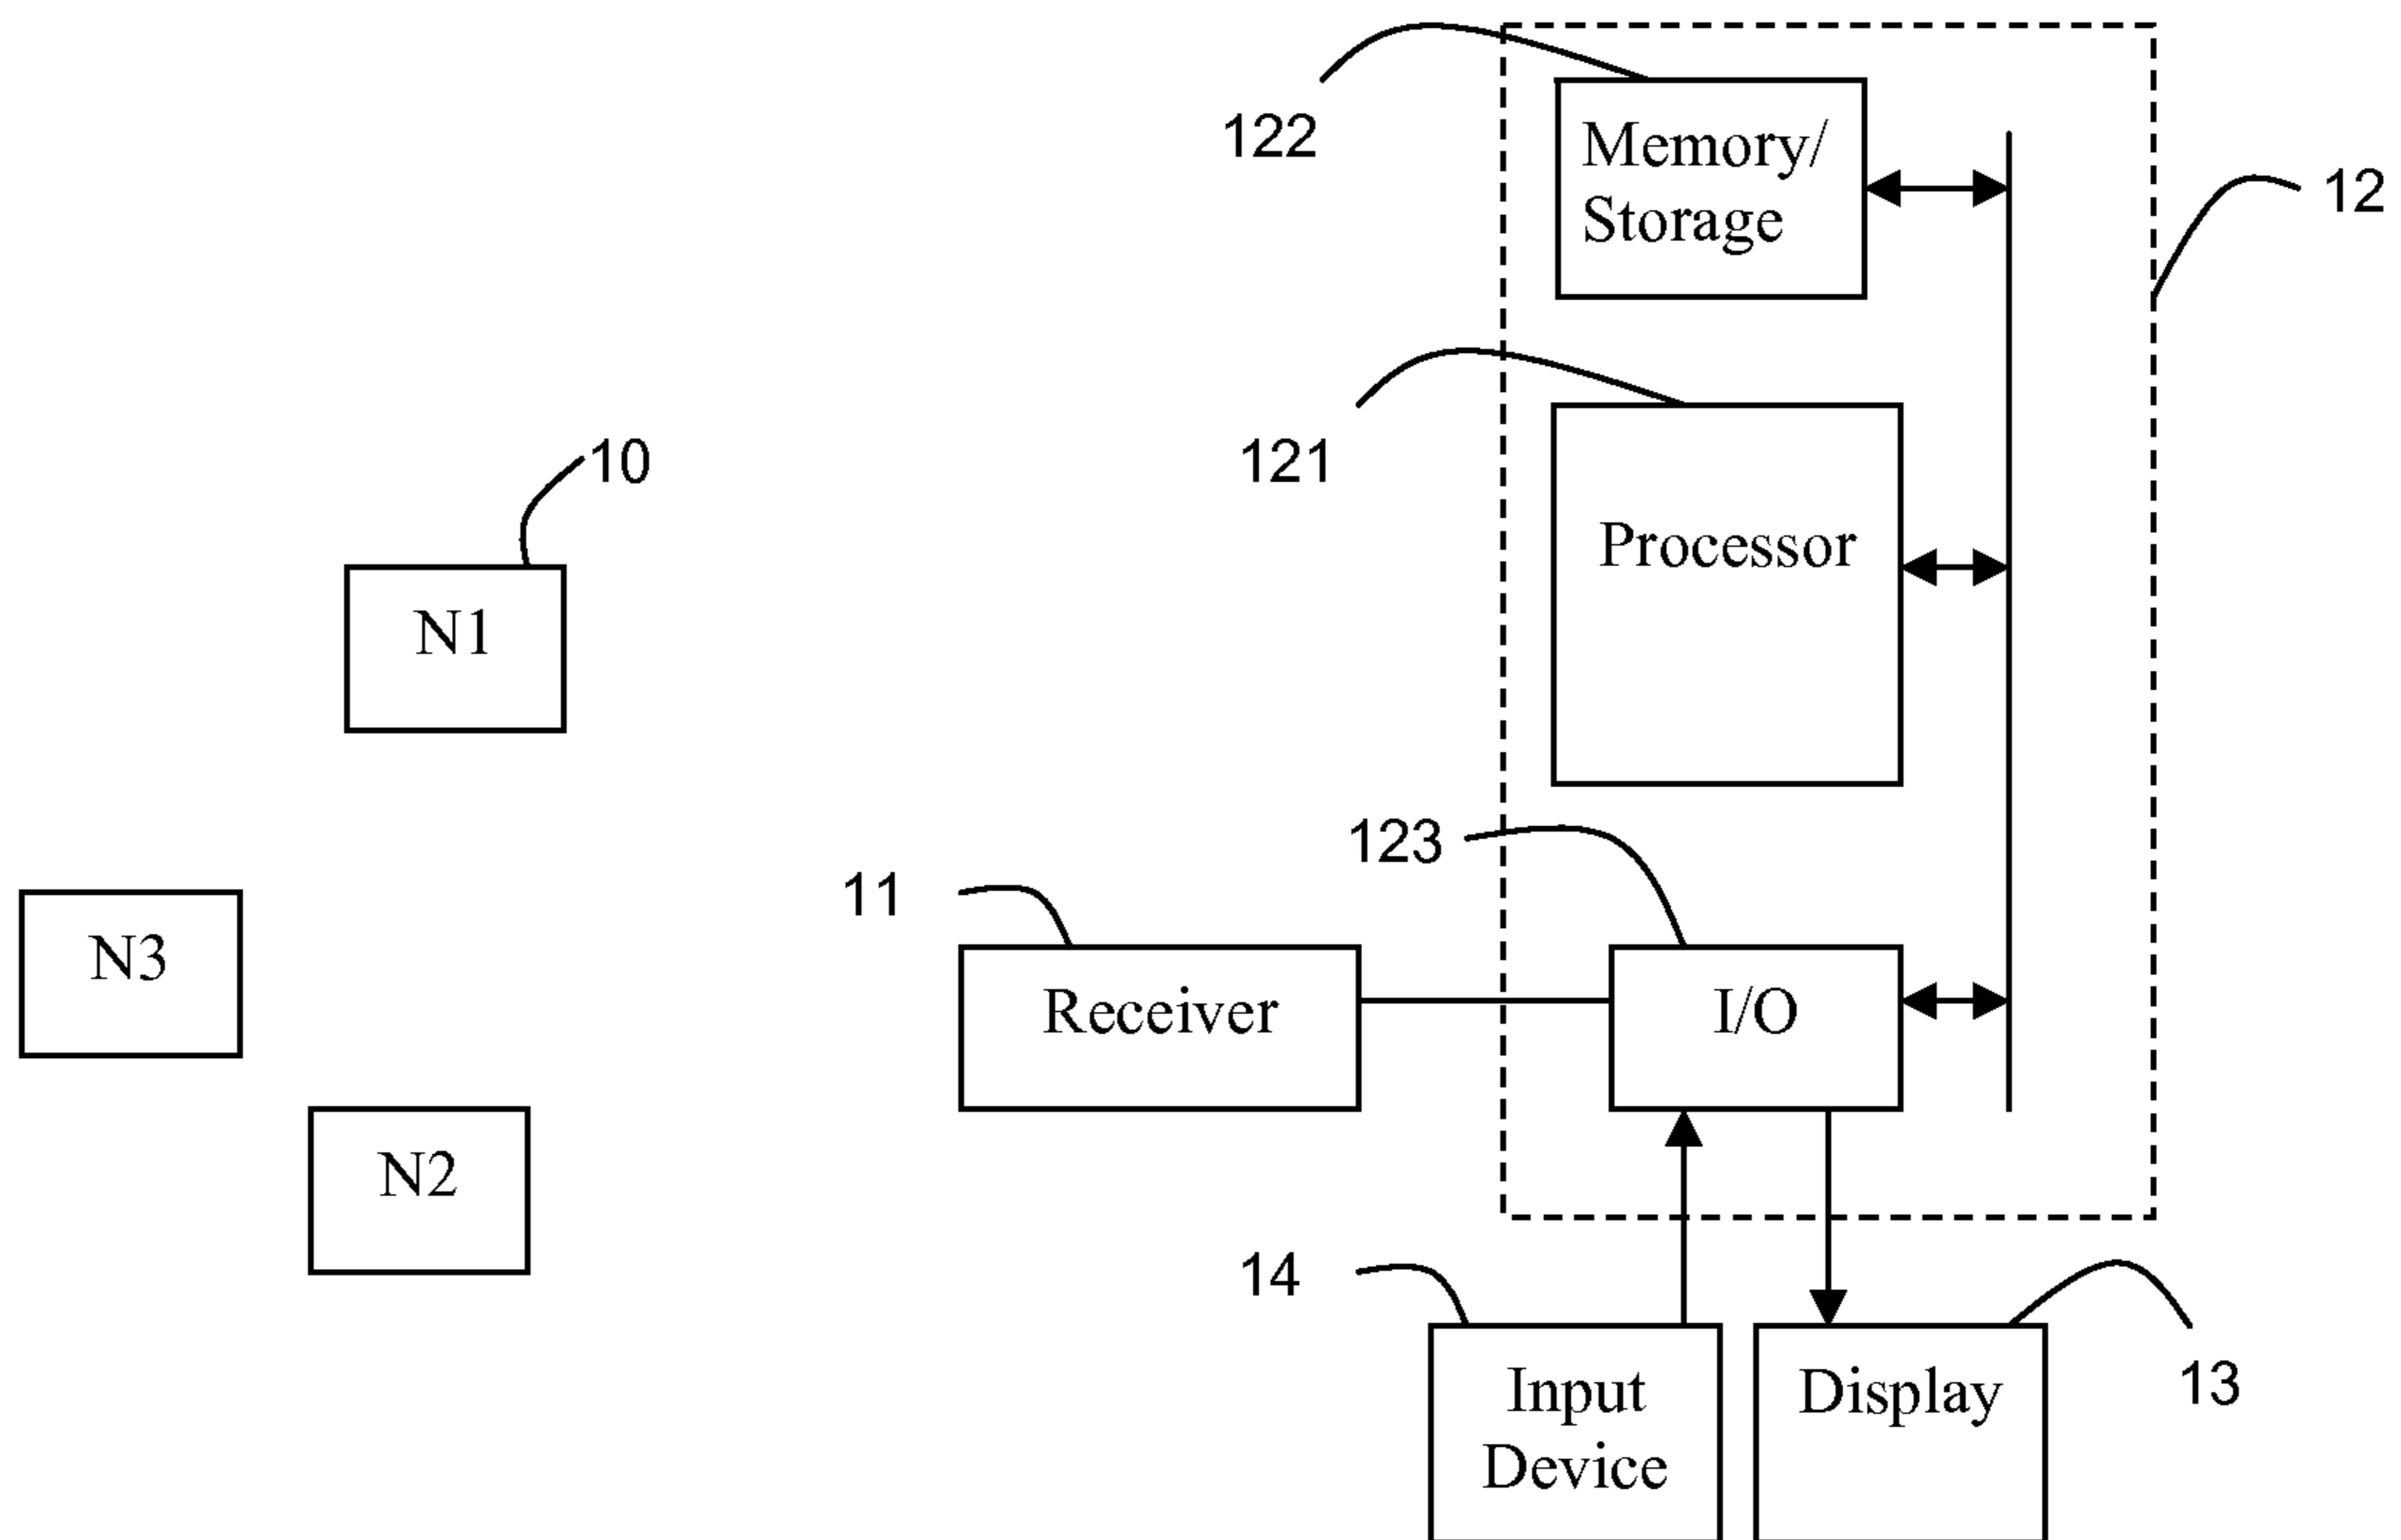 122
Memory/
Storage
12
121
Processor
10
N1
123
11
N3
Receiver
I/O
N2
14
13
Input
Device
Display